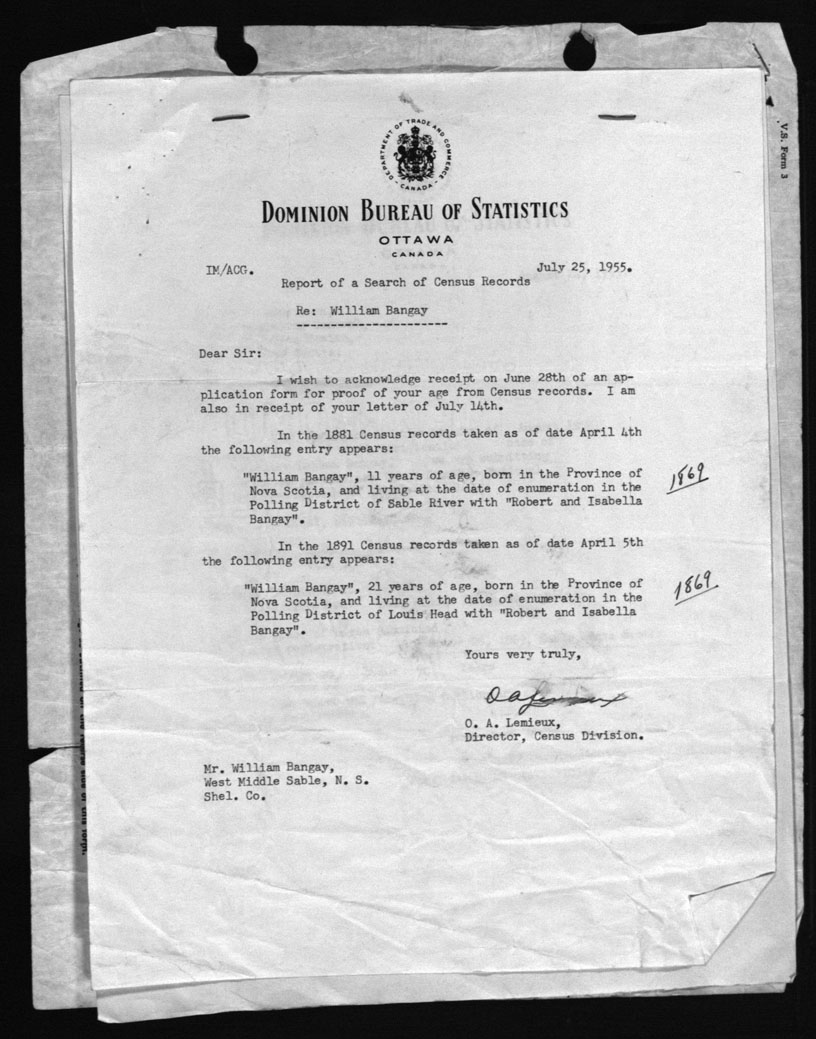 V.S. Form 3
DEPARTMENT OF TRADE AND COMMERCE
CANADA
DOMINION BUREAU OF STATISTICS
OTTAWA
CANADA
IM/ACG. July 25, 1955.
Report of a Search of Census Records
Re: William Bangay
----------------------
Dear Sir:
I wish to acknowledge receipt on June 28th of an ap-
plication form for proof of your age from Census records. I am
also in receipt of your letter of July 14th.
In the 1881 Census records taken as of date April 4th
the following entry appears:
"William Bangay", 11 years of age, born in the Province of
Nova Scotia, and living at the date of enumeration in the
Polling District of Sable River with "Robert and Isabella
Bangay".
1869
In the 1891 Census records taken as of date April 5th
the following entry appears:
"William Bangay", 21 years of age, born in the Province of
Nova Scotia, and living at the date of enumeration in the
Polling District of Louis Head with "Robert and Isabella
Bangay".
1869
Yours very truly,
O A Lemieux
O. A. Lemieux,
Director, Census Division.
Mr. William Bangay,
West Middle Sable, N. S.
Shel. Co.